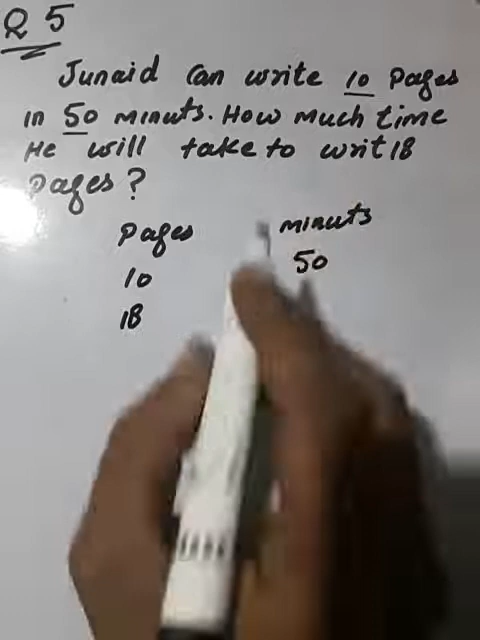 Q 5
Junaid Can write 10 Pages
in 50 minuts. How much time
He will take to writ 18
pages?
Pages minuts
10 50
18